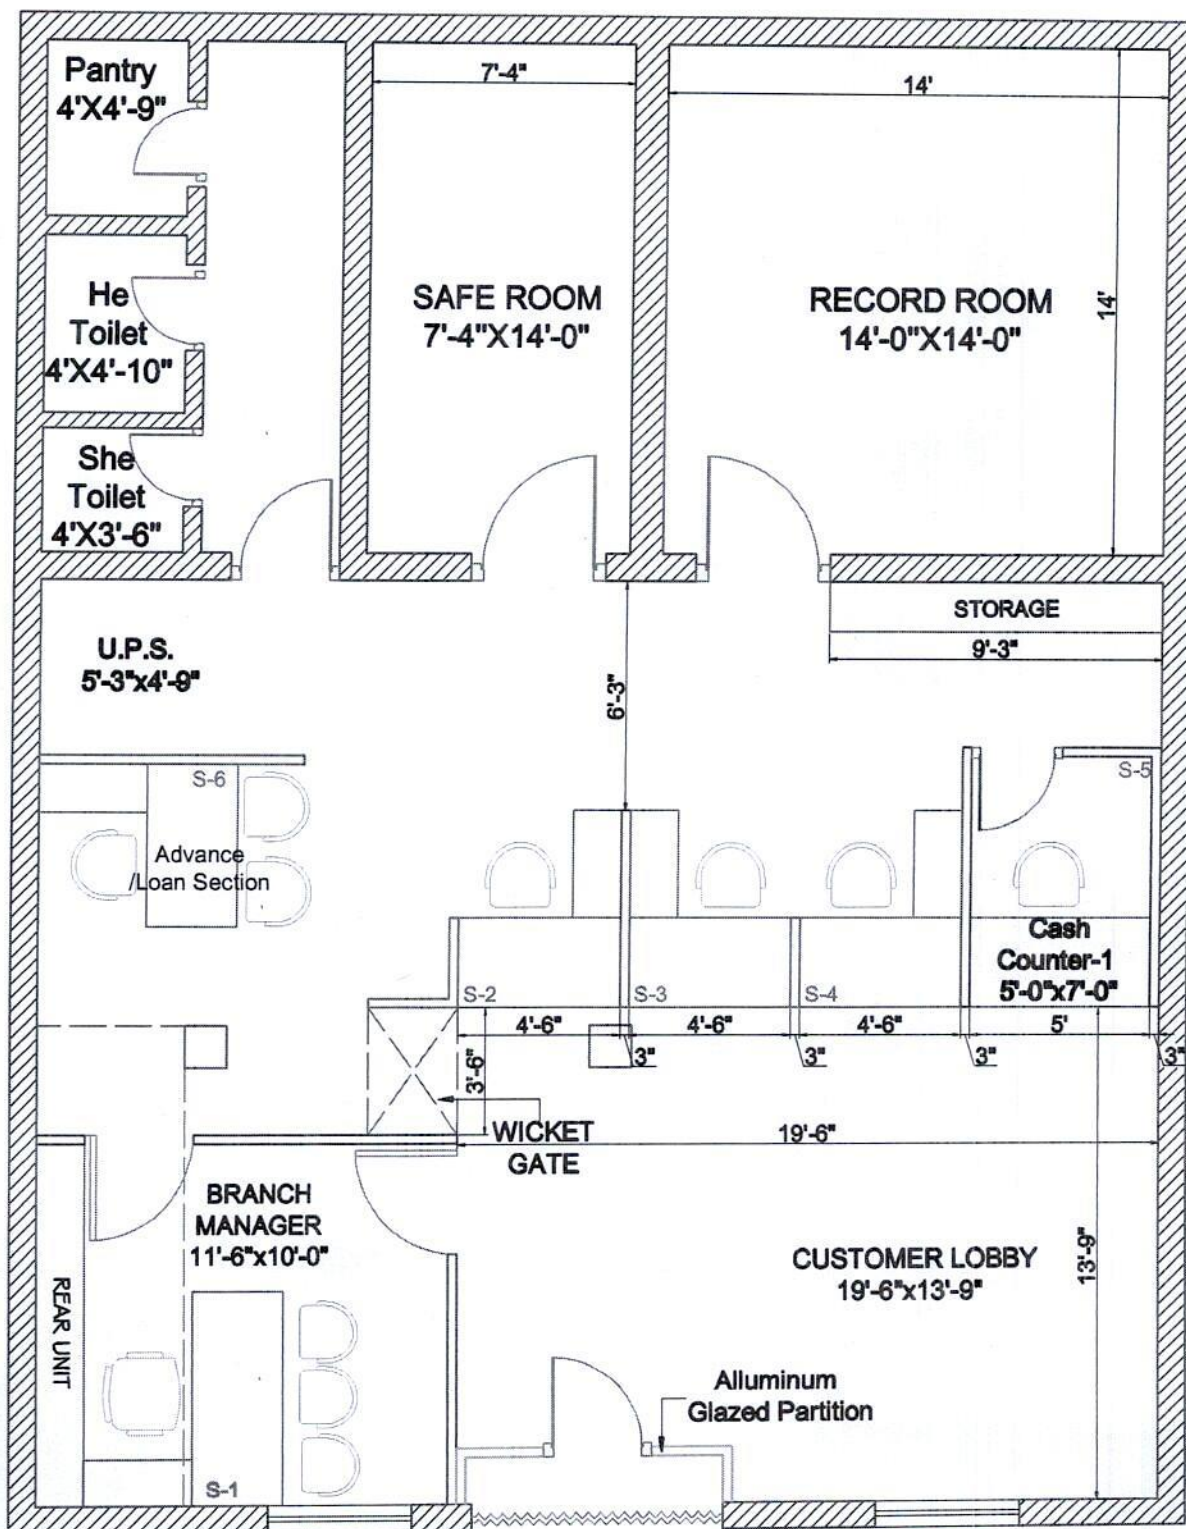 Pantry
4'X4'-9"
7'-4"
14'
He
Toilet
4'X4'-10"
SAFE ROOM
7'-4"X14'-0"
RECORD ROOM
14'-0"X14'-0"
14'
She
Toilet
4'X3'-6"
STORAGE
9'-3"
U.P.S.
5'-3"x4'-9"
6'-3"
S-6
S-5
Advance
/Loan Section
Cash
Counter-1
5'-0"x7'-0"
S-2
S-3
S-4
4'-6"
4'-6"
4'-6"
5'
3"
3"
3"
3"
3'-6"
WICKET
GATE
19'-6"
BRANCH
MANAGER
11'-6"x10'-0"
CUSTOMER LOBBY
19'-6"x13'-9"
13'-9"
REAR UNIT
Alluminum
Glazed Partition
S-1